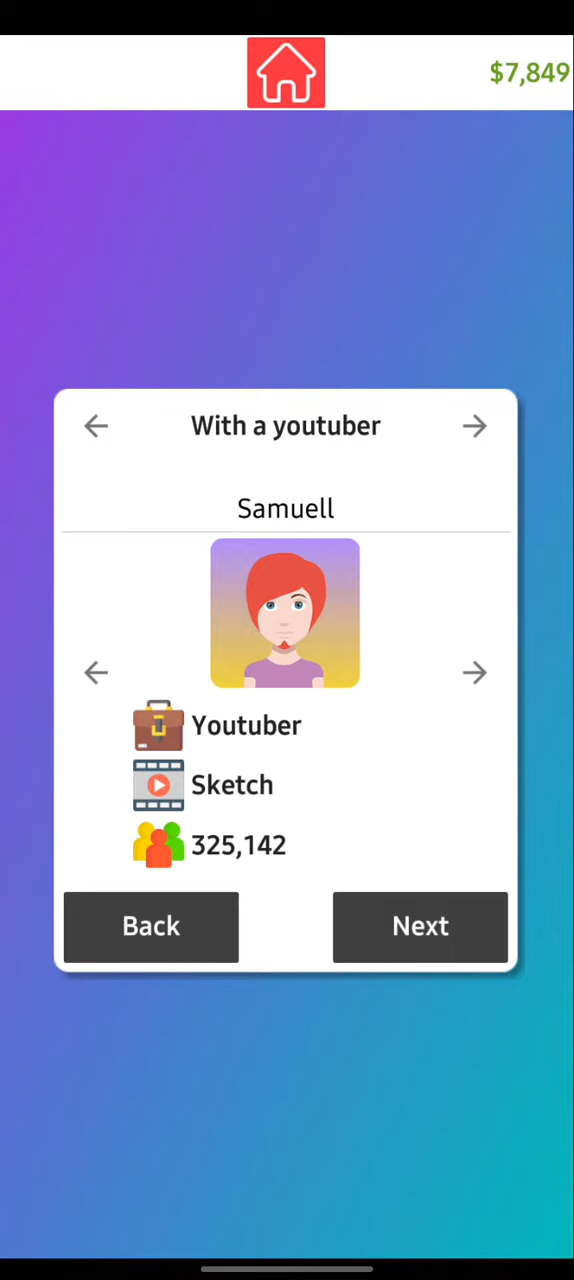 $7,849
With a youtuber
Samuell
Youtuber
Sketch
325,142
Back
Next